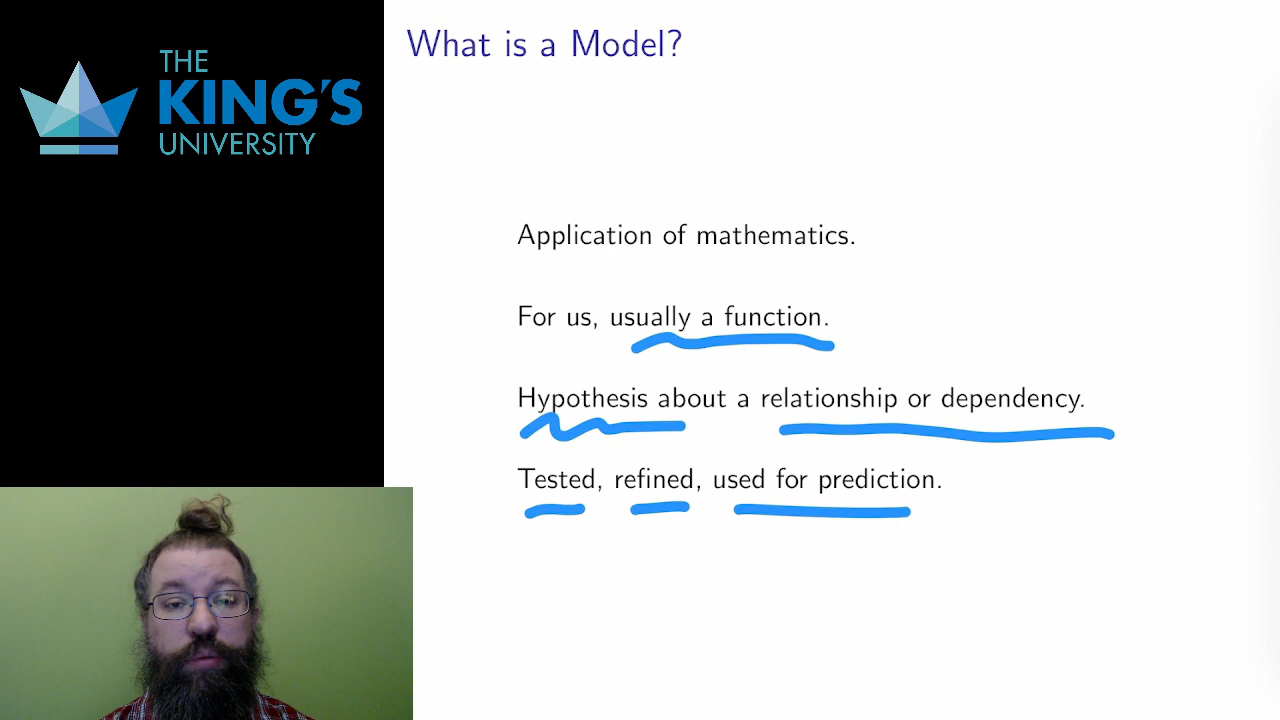 THE
KING'S
UNIVERSITY
What is a Model?
Application of mathematics.
For us, usually a function.
Hypothesis about a relationship or dependency.
Tested, refined, used for prediction.